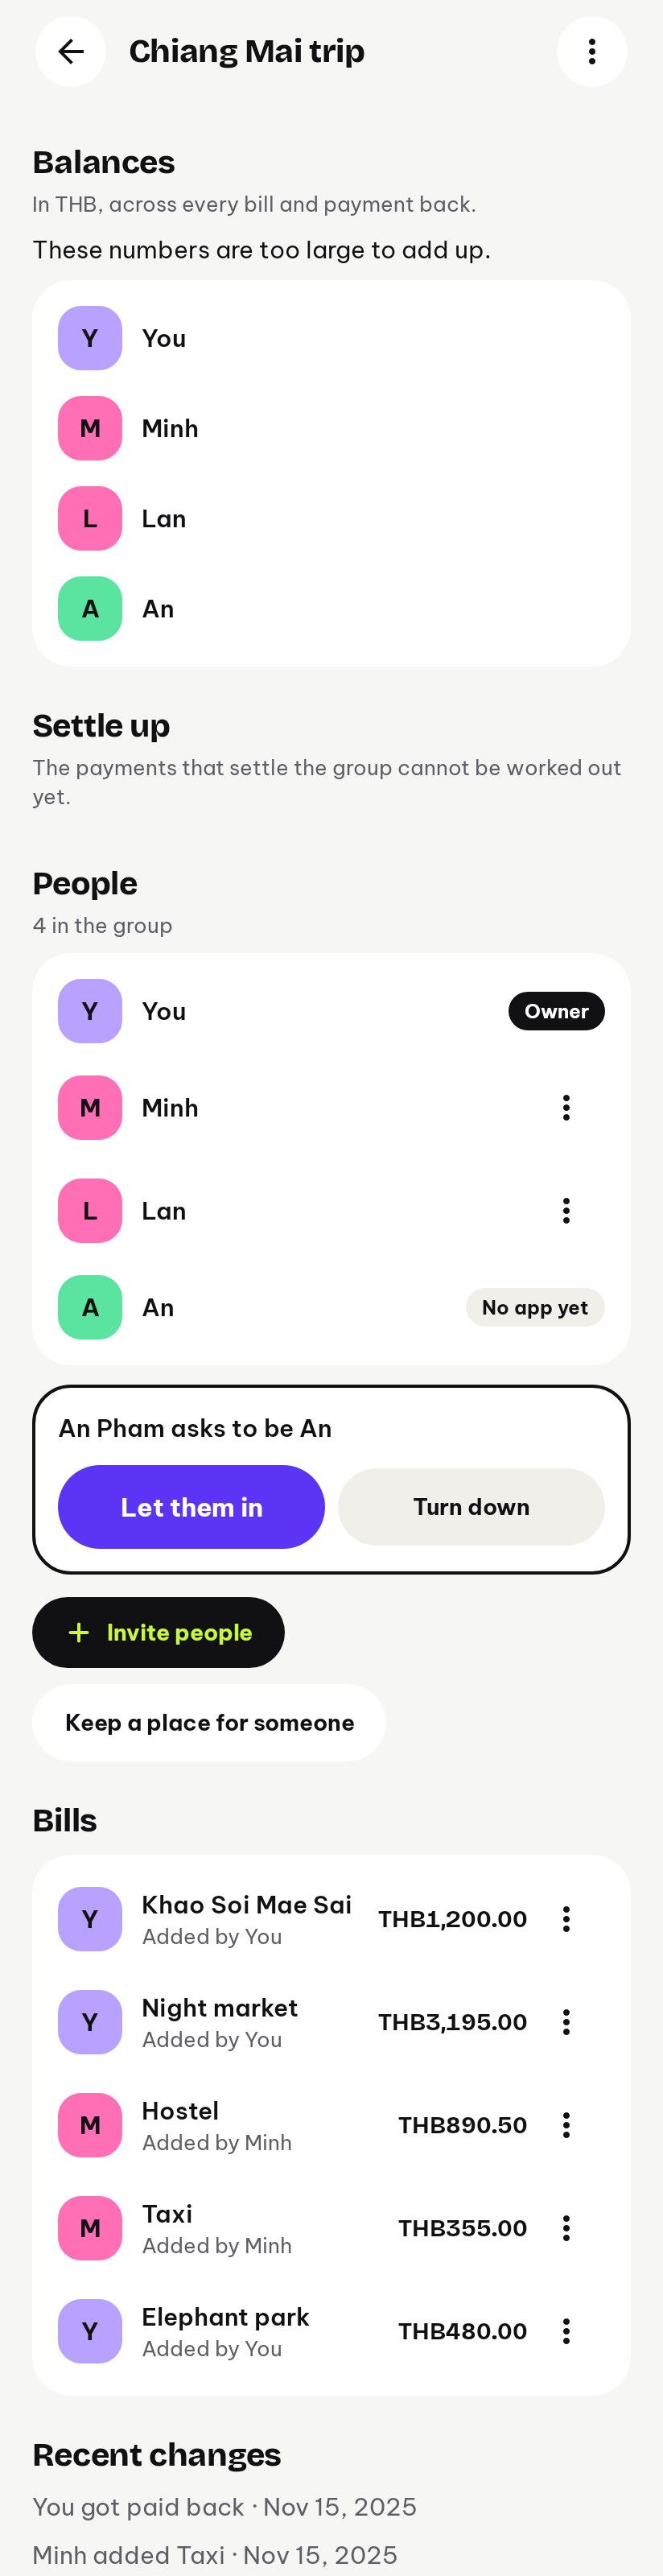 Chiang Mai trip
Balances
In THB, across every bill and payment back.
These numbers are too large to add up.
Y You
M Minh
L Lan
A An
Settle up
The payments that settle the group cannot be worked out
yet.
People
4 in the group
Y You Owner
M Minh
L Lan
A An No app yet
An Pham asks to be An
Let them in Turn down
+ Invite people
Keep a place for someone
Bills
Y Khao Soi Mae Sai THB1,200.00
Added by You
Y Night market THB3,195.00
Added by You
M Hostel THB890.50
Added by Minh
M Taxi THB355.00
Added by Minh
Y Elephant park THB480.00
Added by You
Recent changes
You got paid back · Nov 15, 2025
Minh added Taxi · Nov 15, 2025